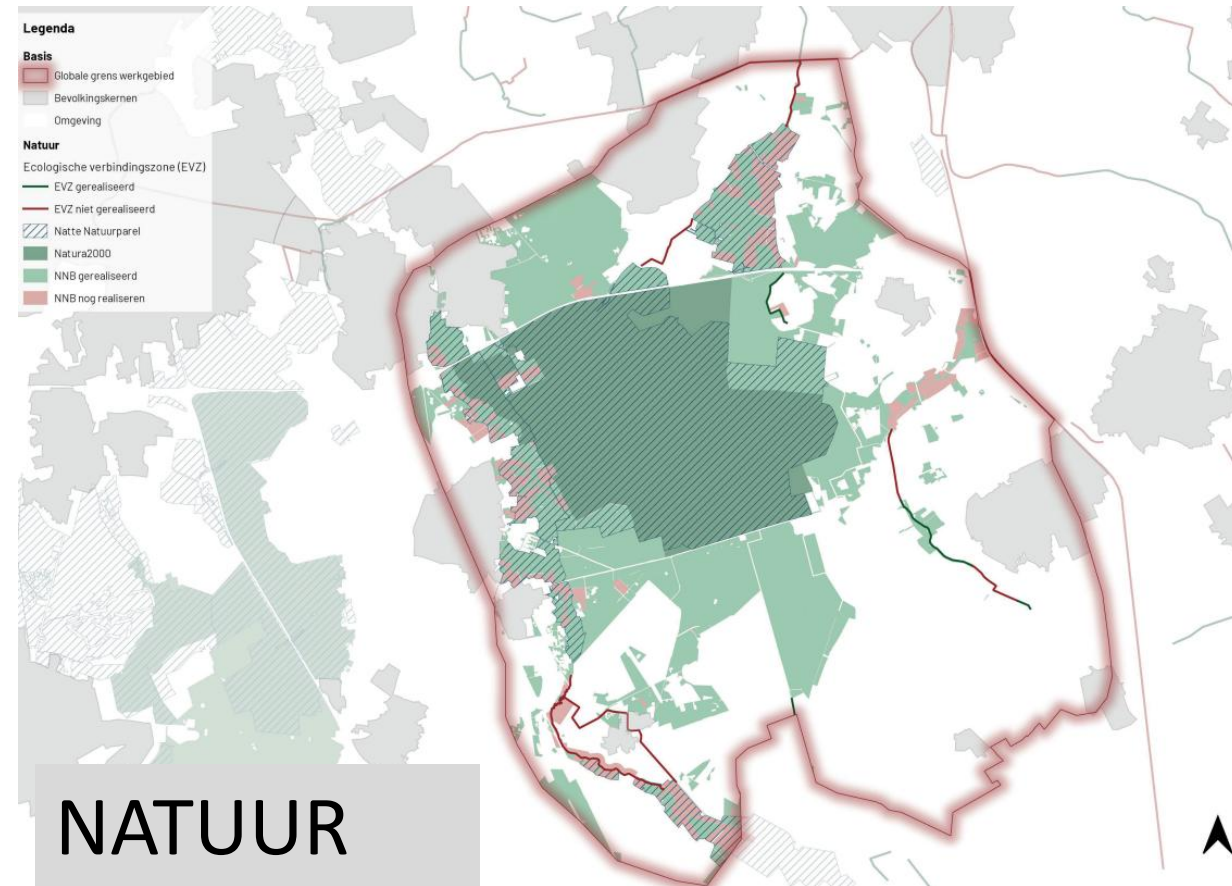 Legenda
Basis
Globale grens werkgebied
Bevolkingskernen
Omgeving
Natuur
Ecologische verbindingszone (EVZ)
EVZ gerealiseerd
EVZ niet gerealiseerd
Natte Natuurparel
Natura2000
NNB gerealiseerd
NNB nog realiseren
NATUUR